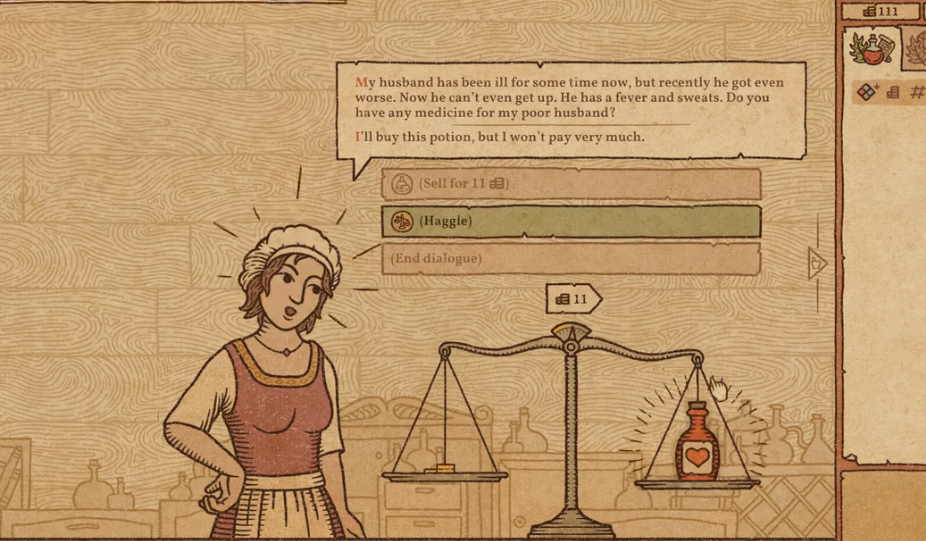 111
My husband has been ill for some time now, but recently he got even
worse. Now he can't even get up. He has a fever and sweats. Do you
have any medicine for my poor husband?
I'll buy this potion, but I won't pay very much.
(Sell for 11 )
(Haggle)
(End dialogue)
11
#